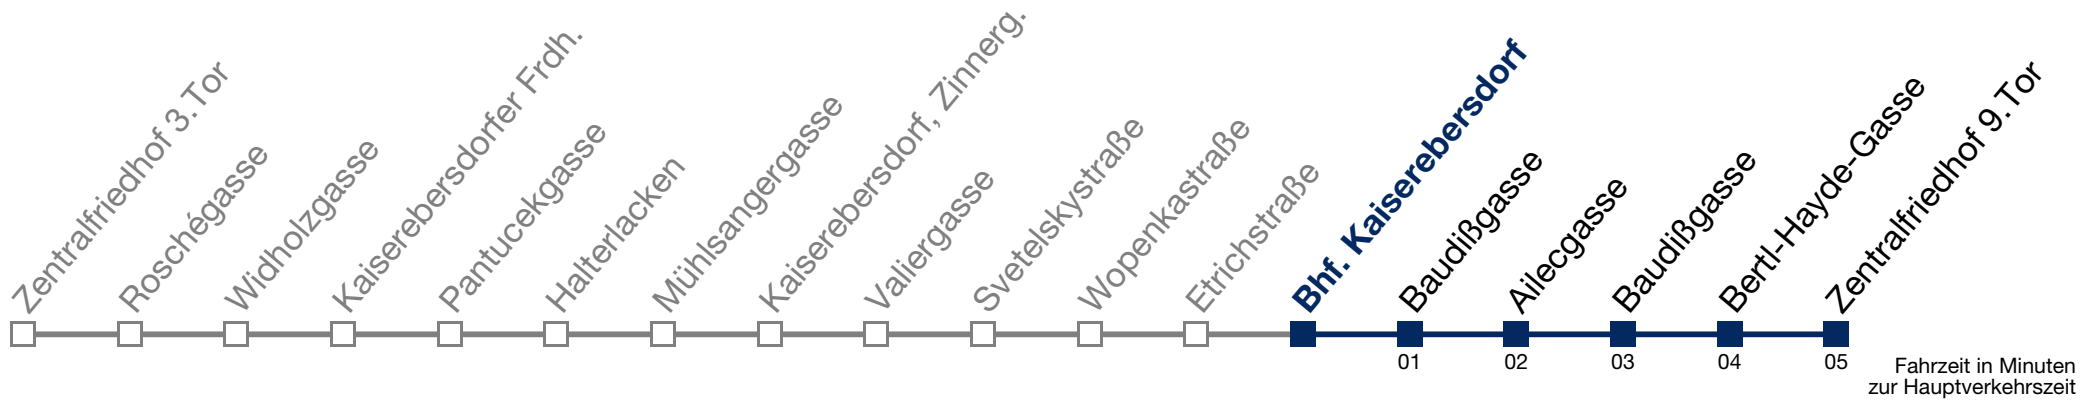 Zentralfriedhof 3.Tor
Roschégasse
Widholzgasse
Kaiserebersdorfer Frdh.
Pantucekgasse
Halterlacken
Mühlsangergasse
Kaiserebersdorf, Zinnerg.
Valiergasse
Svetelskystraße
Wopenkastraße
Etrichstraße
Bhf. Kaiserebersdorf
Baudißgasse
Ailecgasse
Baudißgasse
Bertl-Hayde-Gasse
Zentralfriedhof 9.Tor
01
02
03
04
05
Fahrzeit in Minuten
zur Hauptverkehrszeit